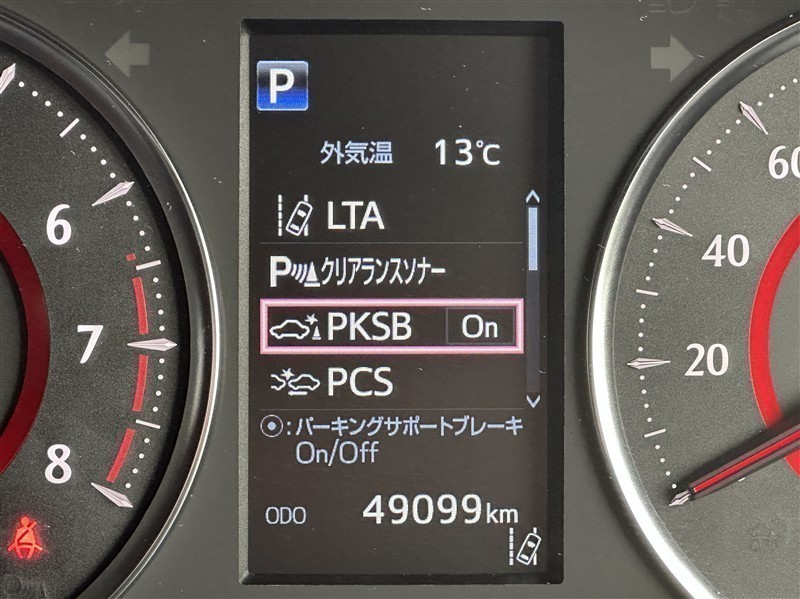 P
外気温 13℃
LTA
Pクリアランスソナー
PKSB On
PCS
⦿:パーキングサポートブレーキ
On/Off
ODO 49099km
6
7
8
60
40
20